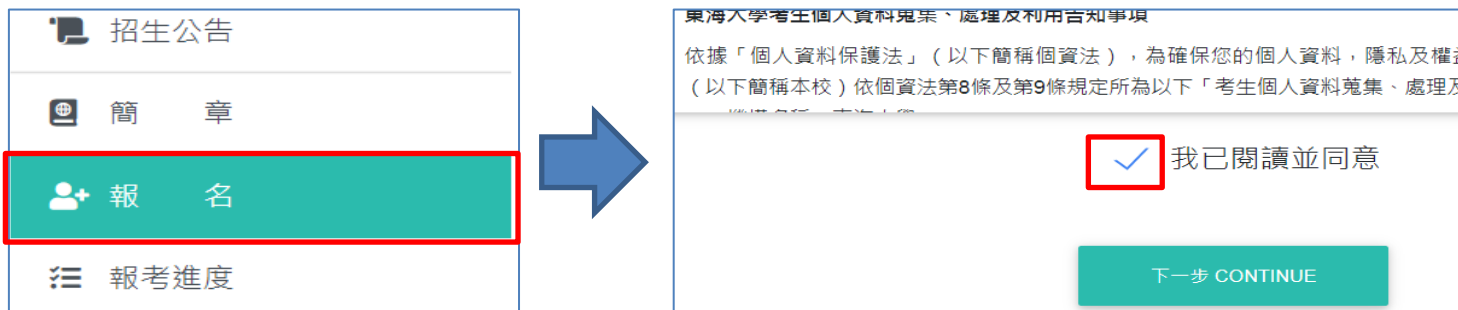 招生公告
簡 章
報 名
報考進度
東海大學考生個人資料蒐集、處理及利用告知事項
依據「個人資料保護法」（以下簡稱個資法），為確保您的個人資料，隱私及權益
（以下簡稱本校）依個資法第8條及第9條規定所為以下「考生個人資料蒐集、處理及
我已閱讀並同意
下一步 CONTINUE